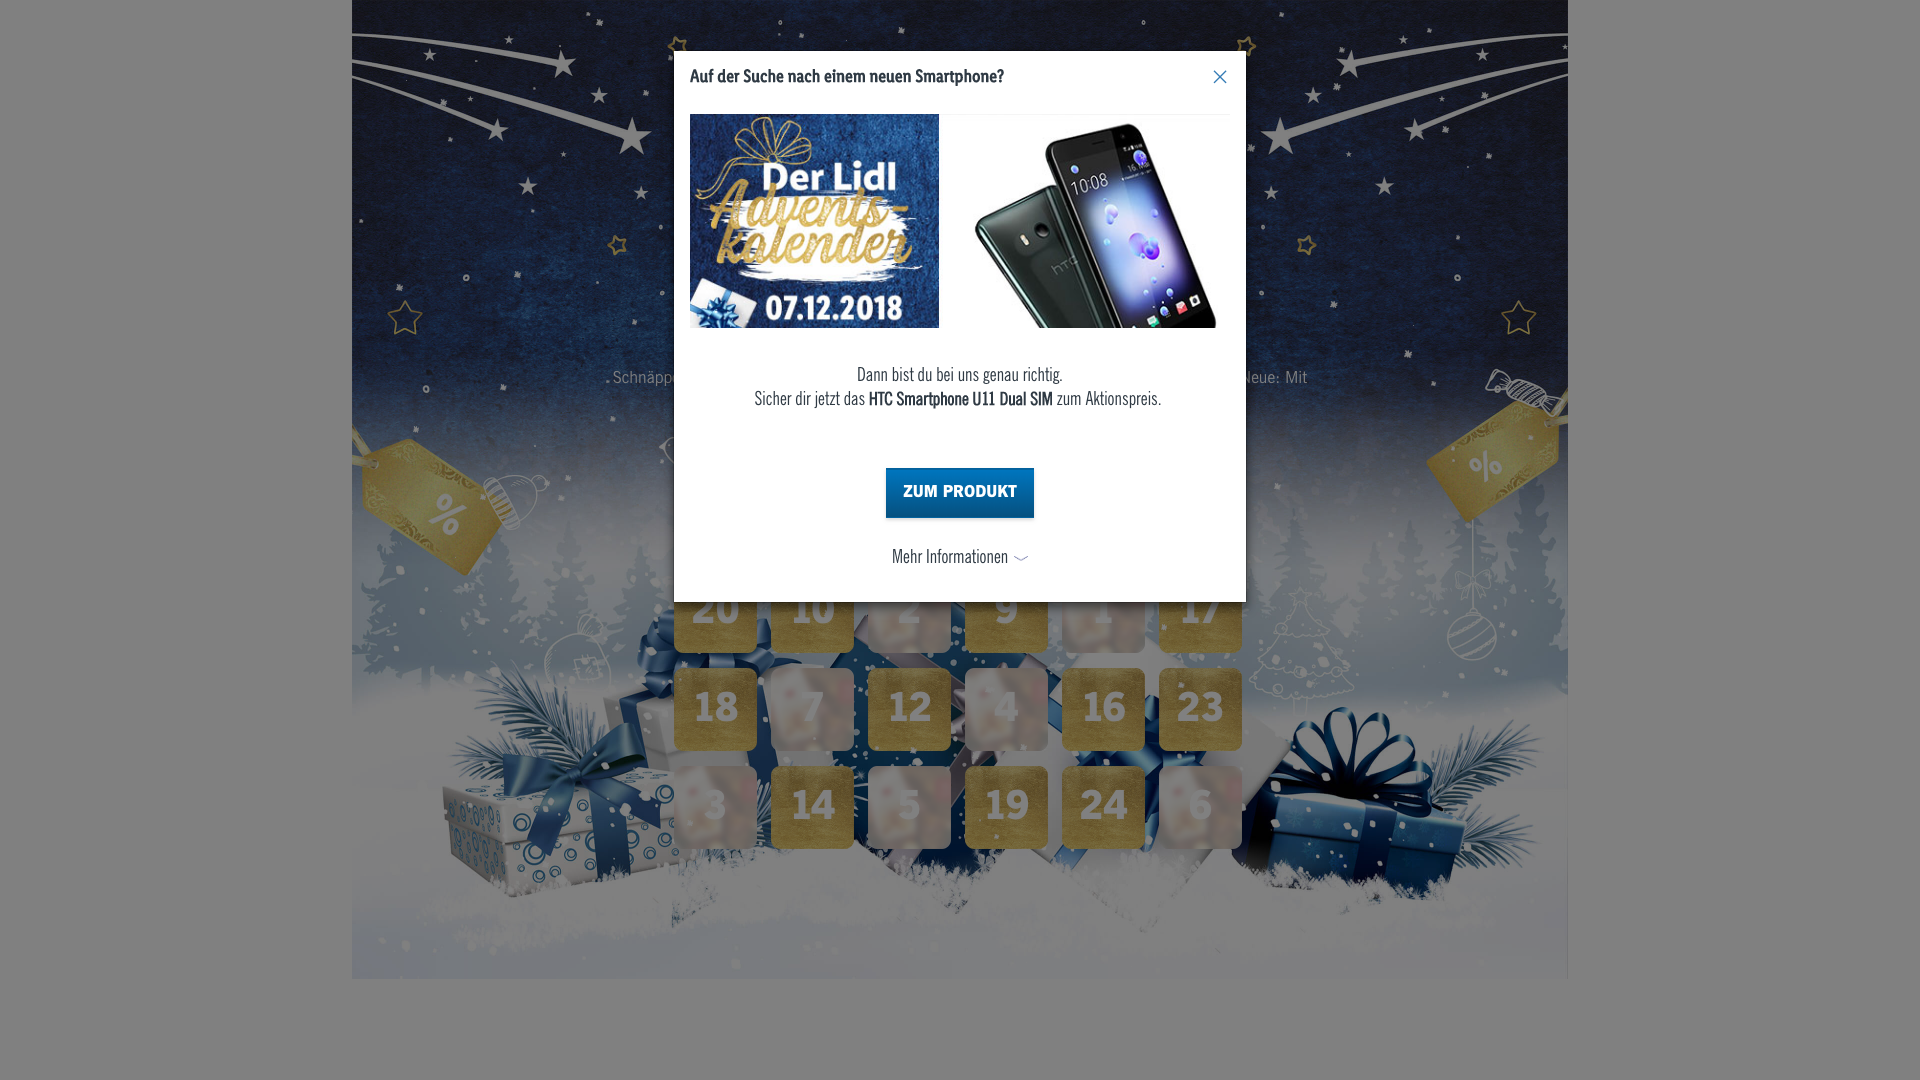 Auf der Suche nach einem neuen Smartphone?
Der Lidl
Advents-
kalender
07.12.2018
10:08
htc
Dann bist du bei uns genau richtig.
Sicher dir jetzt das HTC Smartphone U11 Dual SIM zum Aktionspreis.
Neue: Mit
%
%
ZUM PRODUKT
Mehr Informationen
20 10 2 9 1 17
18 7 12 4 16 23
3 14 5 19 24 6